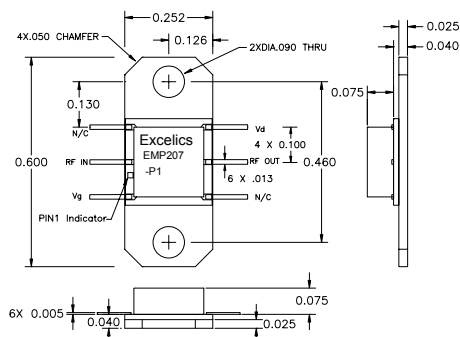 0.252
0.025
4X.050 CHAMFER
0.126
2XDIA.090 THRU
0.040
0.075
0.130
N/C
Excelics
Vd
EMP207
4 X 0.100
0.600
RF IN
RF OUT
0.460
-P1
6 X .013
Vg
N/C
PIN1 Indicator
0.075
6X 0.005
0.040
0.025